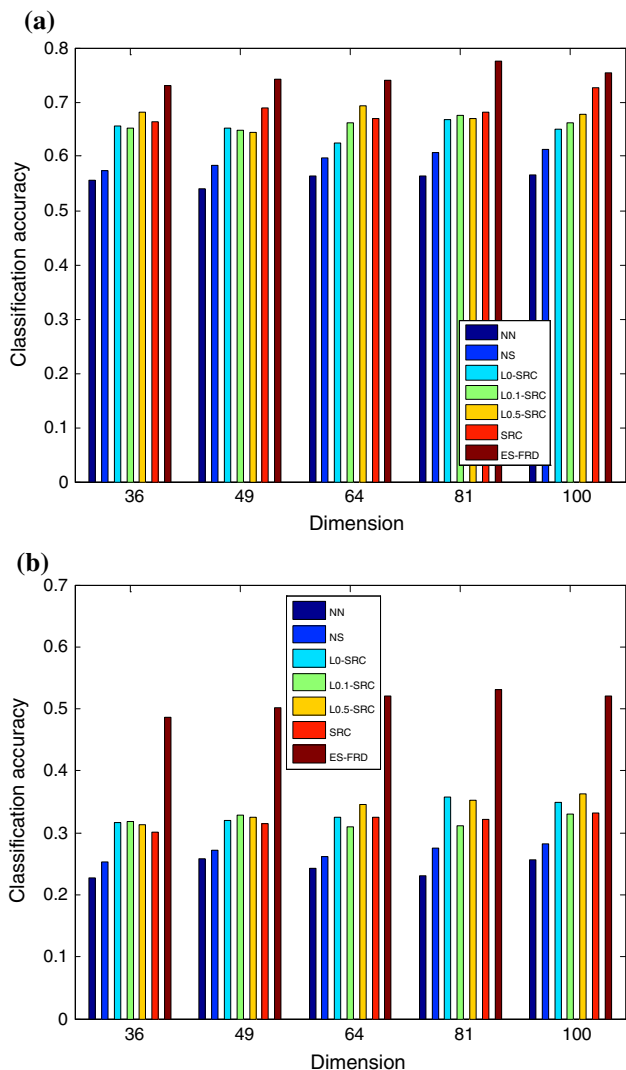 (a)
0.8
0.7
0.6
0.5
0.4
0.3
0.2
0.1
0
Classification accuracy
NN
NS
L0-SRC
L0.1-SRC
L0.5-SRC
SRC
ES-FRD
36 49 64 81 100
Dimension
(b)
0.7
0.6
0.5
0.4
0.3
0.2
0.1
0
Classification accuracy
NN
NS
L0-SRC
L0.1-SRC
L0.5-SRC
SRC
ES-FRD
36 49 64 81 100
Dimension